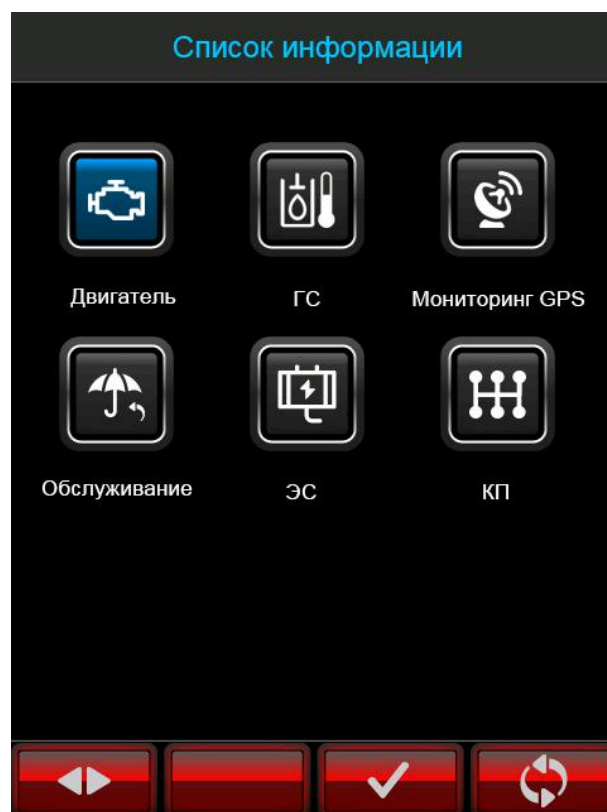 Список информации
Двигатель
ГС
Мониторинг GPS
Обслуживание
ЭС
КП